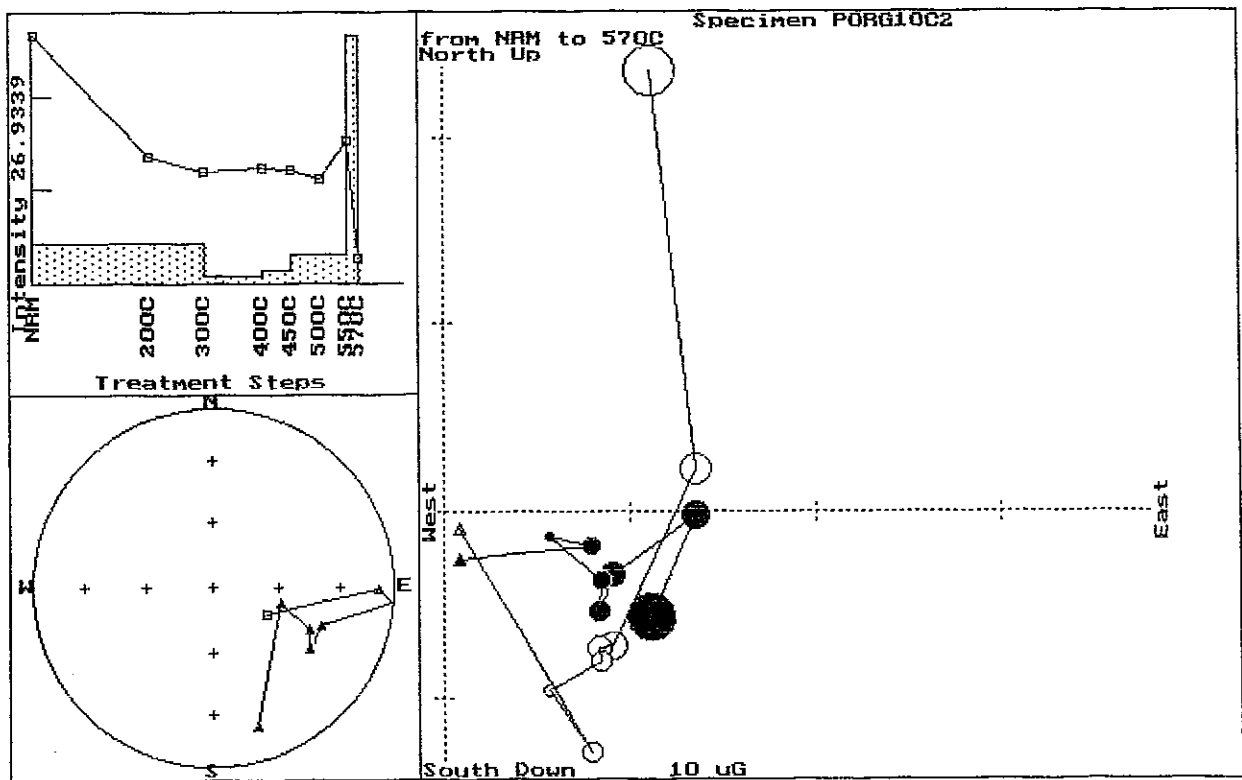 Specimen PORG10C2
from NRM to 570C
North Up
Intensity 26.9339
NRM
200C
300C
400C
450C
500C
550C
570C
Treatment Steps
N
W
E
S
West
East
South Down
10 uG